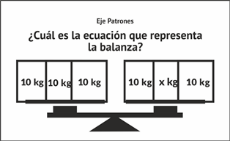 Eje Patrones
¿Cuál es la ecuación que representa
la balanza?
10 kg 10 kg 10 kg 10 kg x kg 10 kg